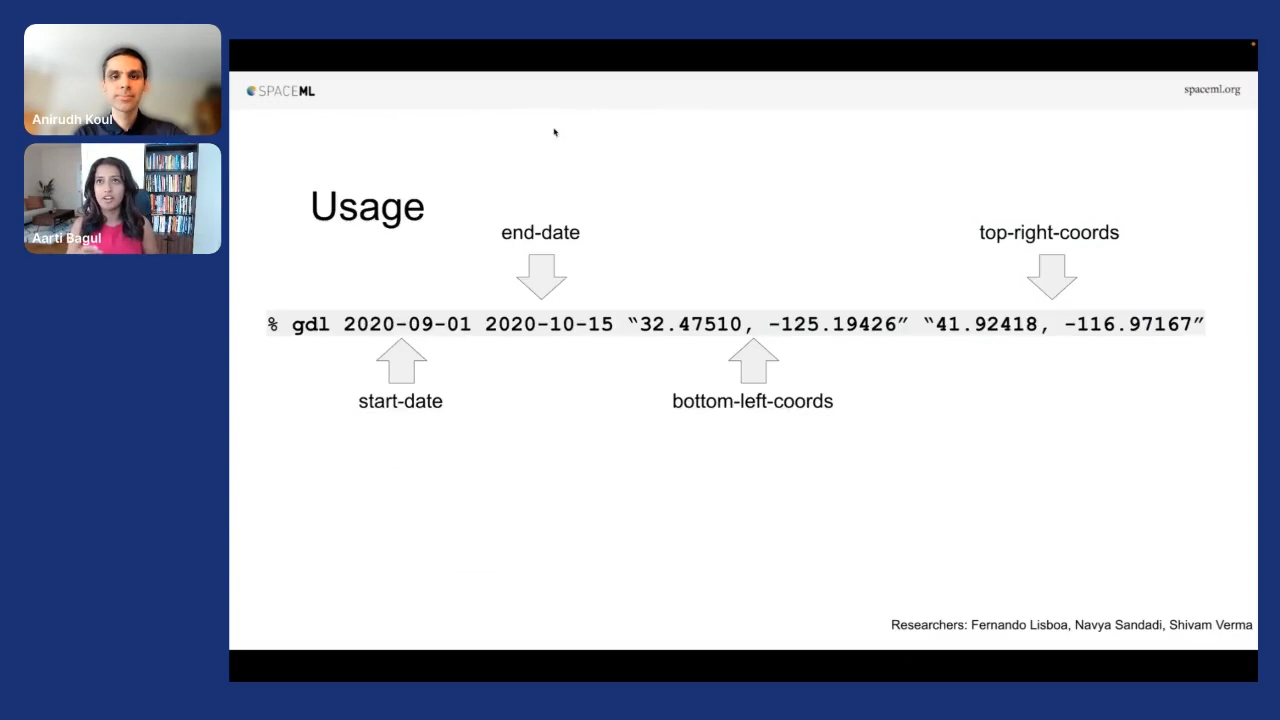 Anirudh Koul
Aarti Bagul
SPACEML
spaceml.org
Usage
end-date
top-right-coords
% gdl 2020-09-01 2020-10-15 “32.47510, -125.19426” “41.92418, -116.97167”
start-date
bottom-left-coords
Researchers: Fernando Lisboa, Navya Sandadi, Shivam Verma